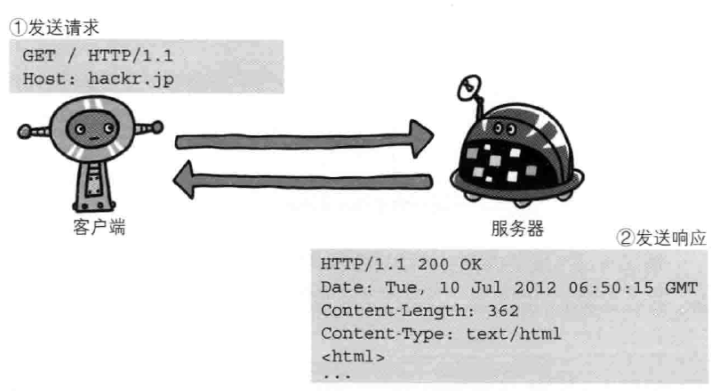 ①发送请求
GET / HTTP/1.1
Host: hackr.jp
客户端
服务器
②发送响应
HTTP/1.1 200 OK
Date: Tue, 10 Jul 2012 06:50:15 GMT
Content-Length: 362
Content-Type: text/html
<html>
...